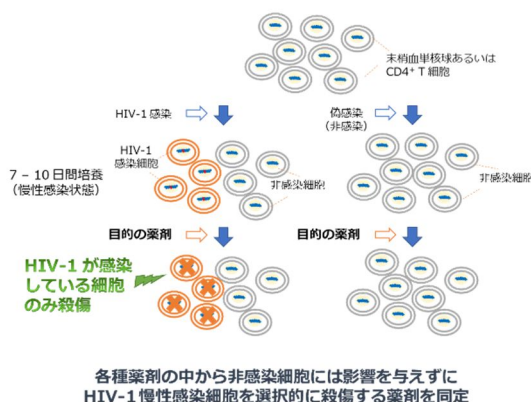 末梢血単核球あるいは
CD4⁺ T 細胞
HIV-1 感染
偽感染
（非感染）
HIV-1
感染細胞
7 – 10 日間培養
（慢性感染状態）
非感染細胞
非感染細胞
目的の薬剤
目的の薬剤
HIV-1 が感染
している細胞
のみ殺傷
各種薬剤の中から非感染細胞には影響を与えずに
HIV-1 慢性感染細胞を選択的に殺傷する薬剤を同定